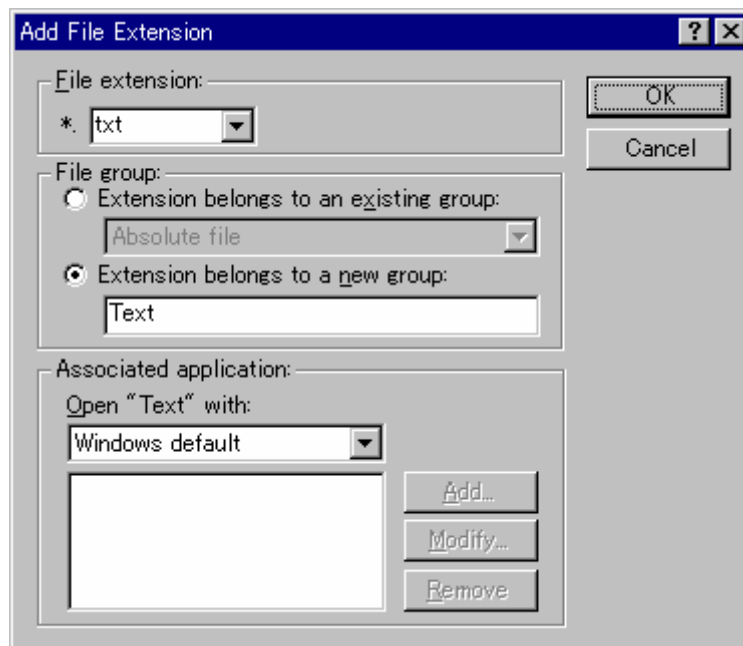 Add File Extension
File extension:
*. txt
OK
Cancel
File group:
Extension belongs to an existing group:
Absolute file
Extension belongs to a new group:
Text
Associated application:
Open "Text" with:
Windows default
Add...
Modify...
Remove